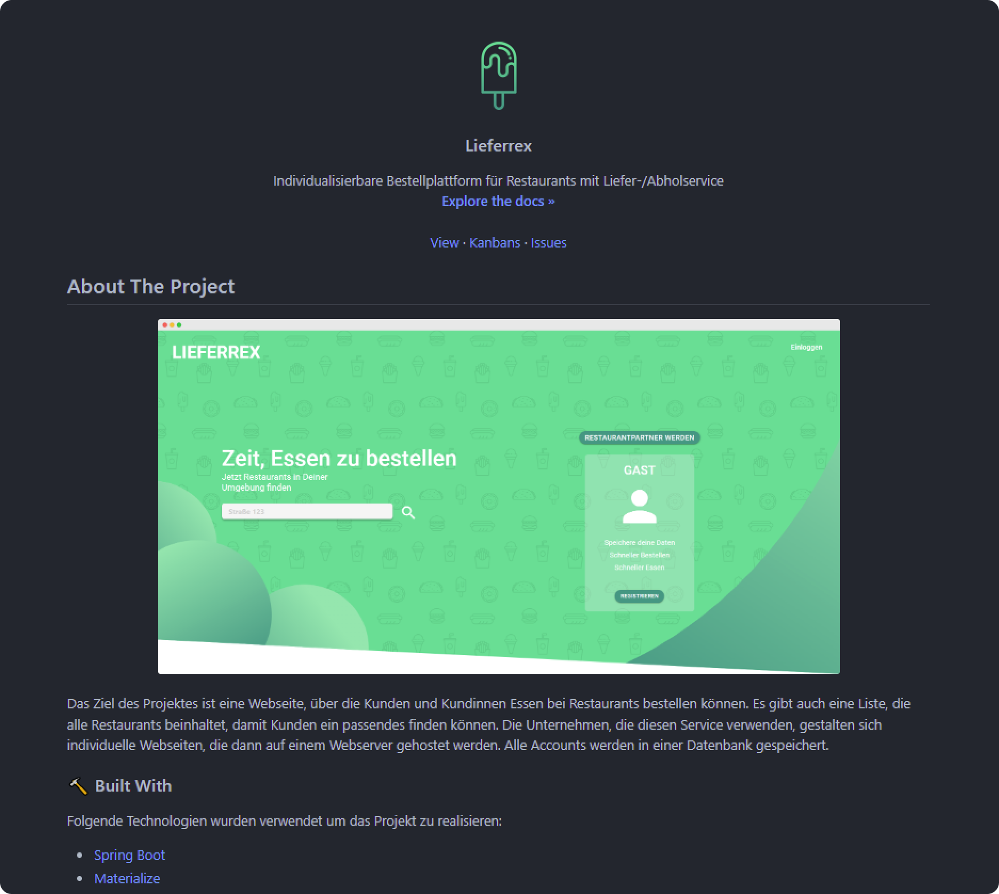 Lieferrex
Individualisierbare Bestellplattform für Restaurants mit Liefer-/Abholservice
Explore the docs »
View · Kanbans · Issues
About The Project
LIEFERREX
Einloggen
RESTAURANTPARTNER WERDEN
Zeit, Essen zu bestellen
Jetzt Restaurants in Deiner
Umgebung finden
Straße 123
GAST
Speichere deine Daten
Schneller Bestellen
Schneller Essen
REGISTRIEREN
Das Ziel des Projektes ist eine Webseite, über die Kunden und Kundinnen Essen bei Restaurants bestellen können. Es gibt auch eine Liste, die
alle Restaurants beinhaltet, damit Kunden ein passendes finden können. Die Unternehmen, die diesen Service verwenden, gestalten sich
individuelle Webseiten, die dann auf einem Webserver gehostet werden. Alle Accounts werden in einer Datenbank gespeichert.
🔨 Built With
Folgende Technologien wurden verwendet um das Projekt zu realisieren:
• Spring Boot
• Materialize